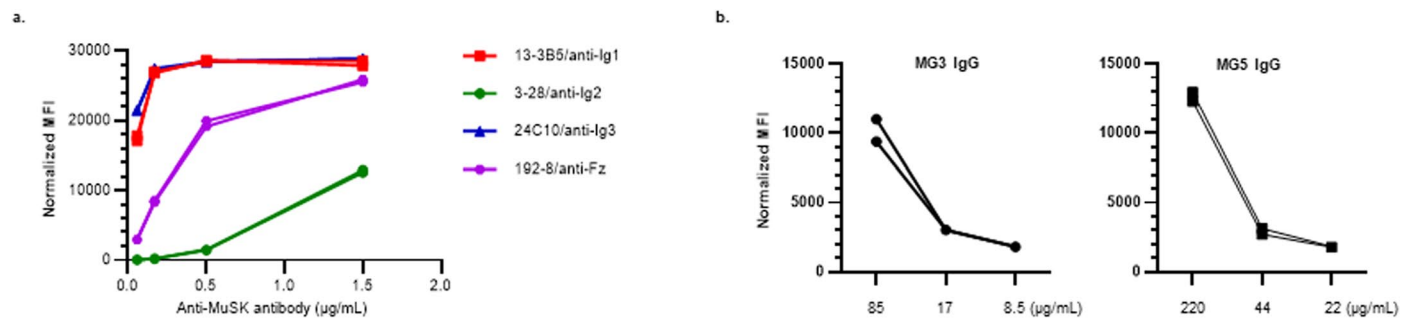 a.
30000
20000
10000
0
Normalized MFI
0.0 0.5 1.0 1.5 2.0
Anti-MuSK antibody (µg/mL)
13-3B5/anti-Ig1
3-28/anti-Ig2
24C10/anti-Ig3
192-8/anti-Fz
b.
MG3 IgG
15000
10000
5000
0
Normalized MFI
85 17 8.5 (µg/mL)
MG5 IgG
15000
10000
5000
0
220 44 22 (µg/mL)